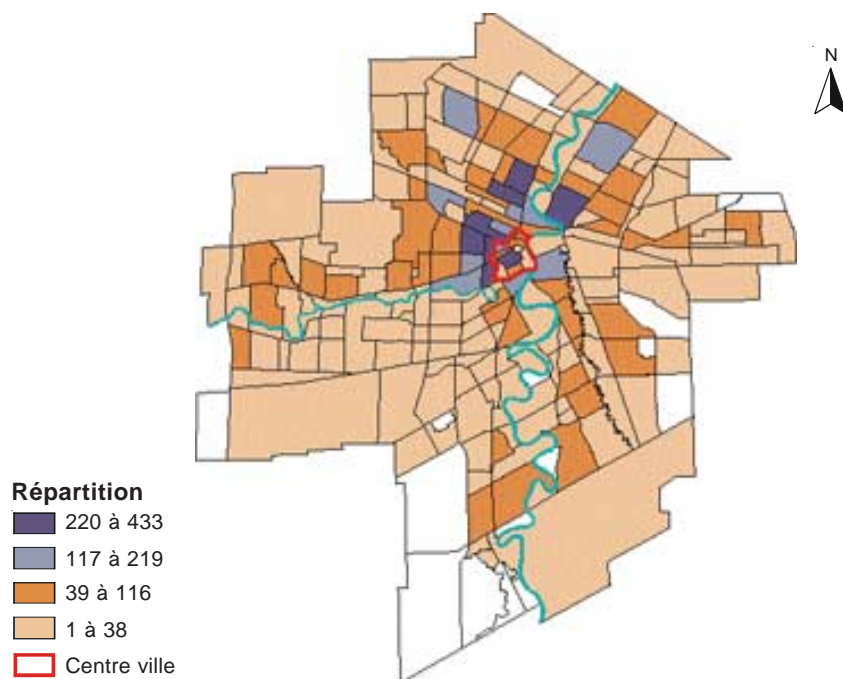 N
Répartition
220 à 433
117 à 219
39 à 116
1 à 38
Centre ville